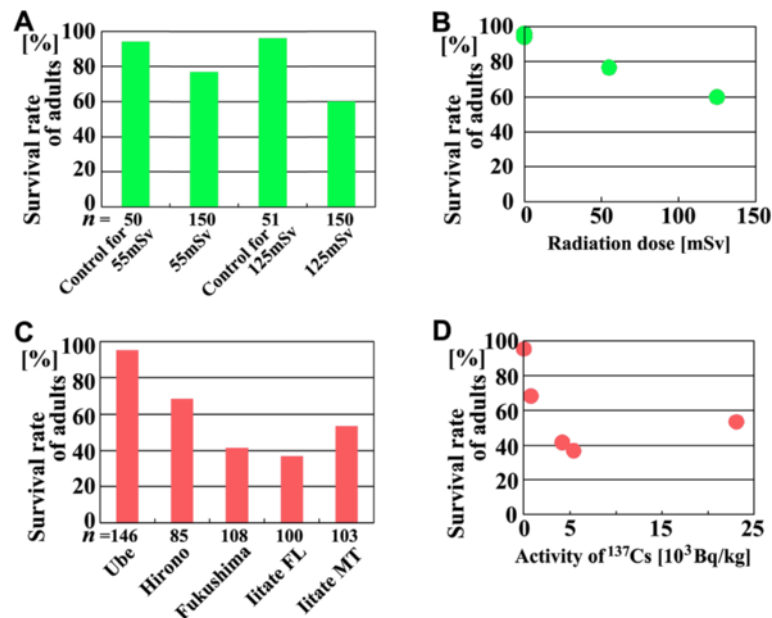 A
[%]
Survival rate
of adults
100
80
60
40
20
0
n = 50 150 51 150
Control for
55mSv
55mSv
Control for
125mSv
125mSv
B
[%]
Survival rate
of adults
100
80
60
40
20
0
0 50 100 150
Radiation dose [mSv]
C
[%]
Survival rate
of adults
100
80
60
40
20
0
n =146 85 108 100 103
Ube
Hirono
Fukushima
Iitate FL
Iitate MT
D
[%]
Survival rate
of adults
100
80
60
40
20
0
0 5 15 25
Activity of ¹³⁷Cs [10³ Bq/kg]